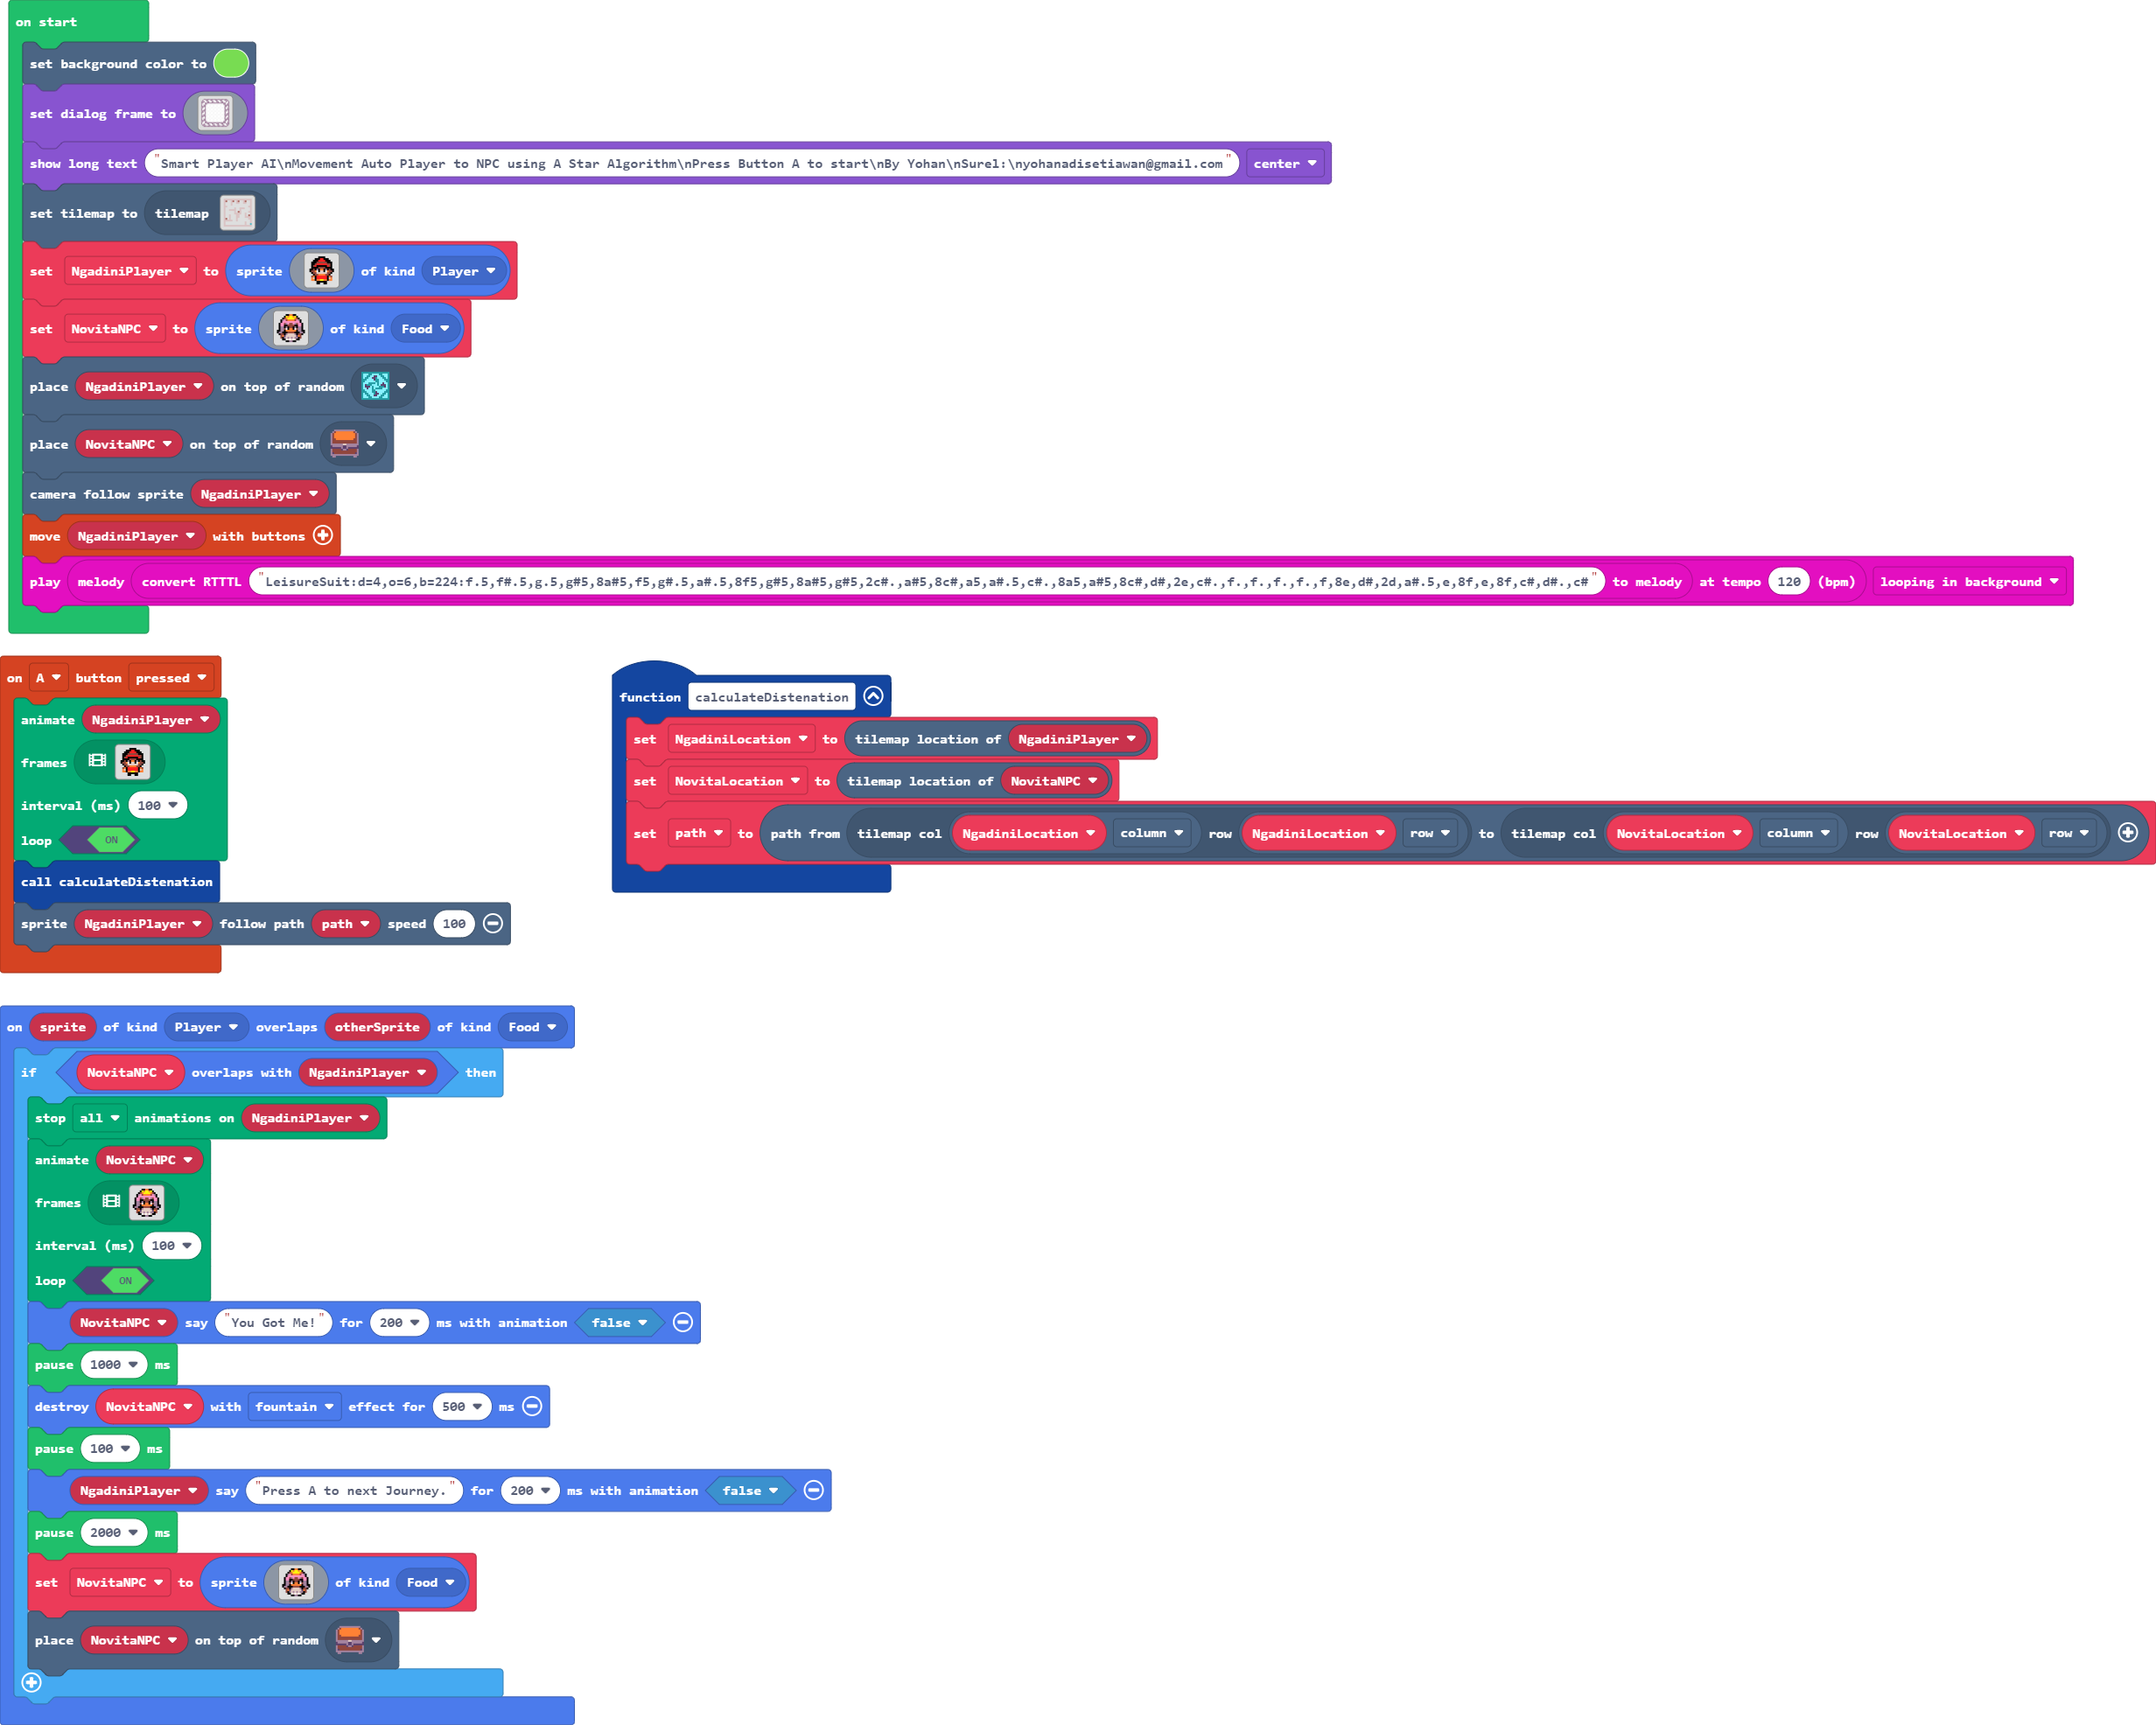 on start
set background color to
set dialog frame to
show long text "Smart Player AI\nMovement Auto Player to NPC using A Star Algorithm\nPress Button A to start\nBy Yohan\nSurel:\nyohanadisetiawan@gmail.com" center
set tilemap to tilemap
set NgadiniPlayer to sprite of kind Player
set NovitaNPC to sprite of kind Food
place NgadiniPlayer on top of random
place NovitaNPC on top of random
camera follow sprite NgadiniPlayer
move NgadiniPlayer with buttons
play melody convert RTTTL "LeisureSuit:d=4,o=6,b=224:f.5,f#.5,g.5,g#5,8a#5,f5,g#.5,a#.5,8f5,g#5,8a#5,g#5,2c#.,a#5,8c#,a5,a#.5,c#.,8a5,a#5,8c#,d#,2e,c#.,f.,f.,f.,f.,f,8e,d#,2d,a#.5,e,8f,e,8f,c#,d#.,c#" to melody at tempo 120 (bpm) looping in background
on A button pressed
animate NgadiniPlayer
frames
interval (ms) 100
loop ON
call calculateDistenation
sprite NgadiniPlayer follow path path speed 100
function calculateDistenation
set NgadiniLocation to tilemap location of NgadiniPlayer
set NovitaLocation to tilemap location of NovitaNPC
set path to path from tilemap col NgadiniLocation column row NgadiniLocation row to tilemap col NovitaLocation column row NovitaLocation row
on sprite of kind Player overlaps otherSprite of kind Food
if NovitaNPC overlaps with NgadiniPlayer then
stop all animations on NgadiniPlayer
animate NovitaNPC
frames
interval (ms) 100
loop ON
NovitaNPC say "You Got Me!" for 200 ms with animation false
pause 1000 ms
destroy NovitaNPC with fountain effect for 500 ms
pause 100 ms
NgadiniPlayer say "Press A to next Journey." for 200 ms with animation false
pause 2000 ms
set NovitaNPC to sprite of kind Food
place NovitaNPC on top of random